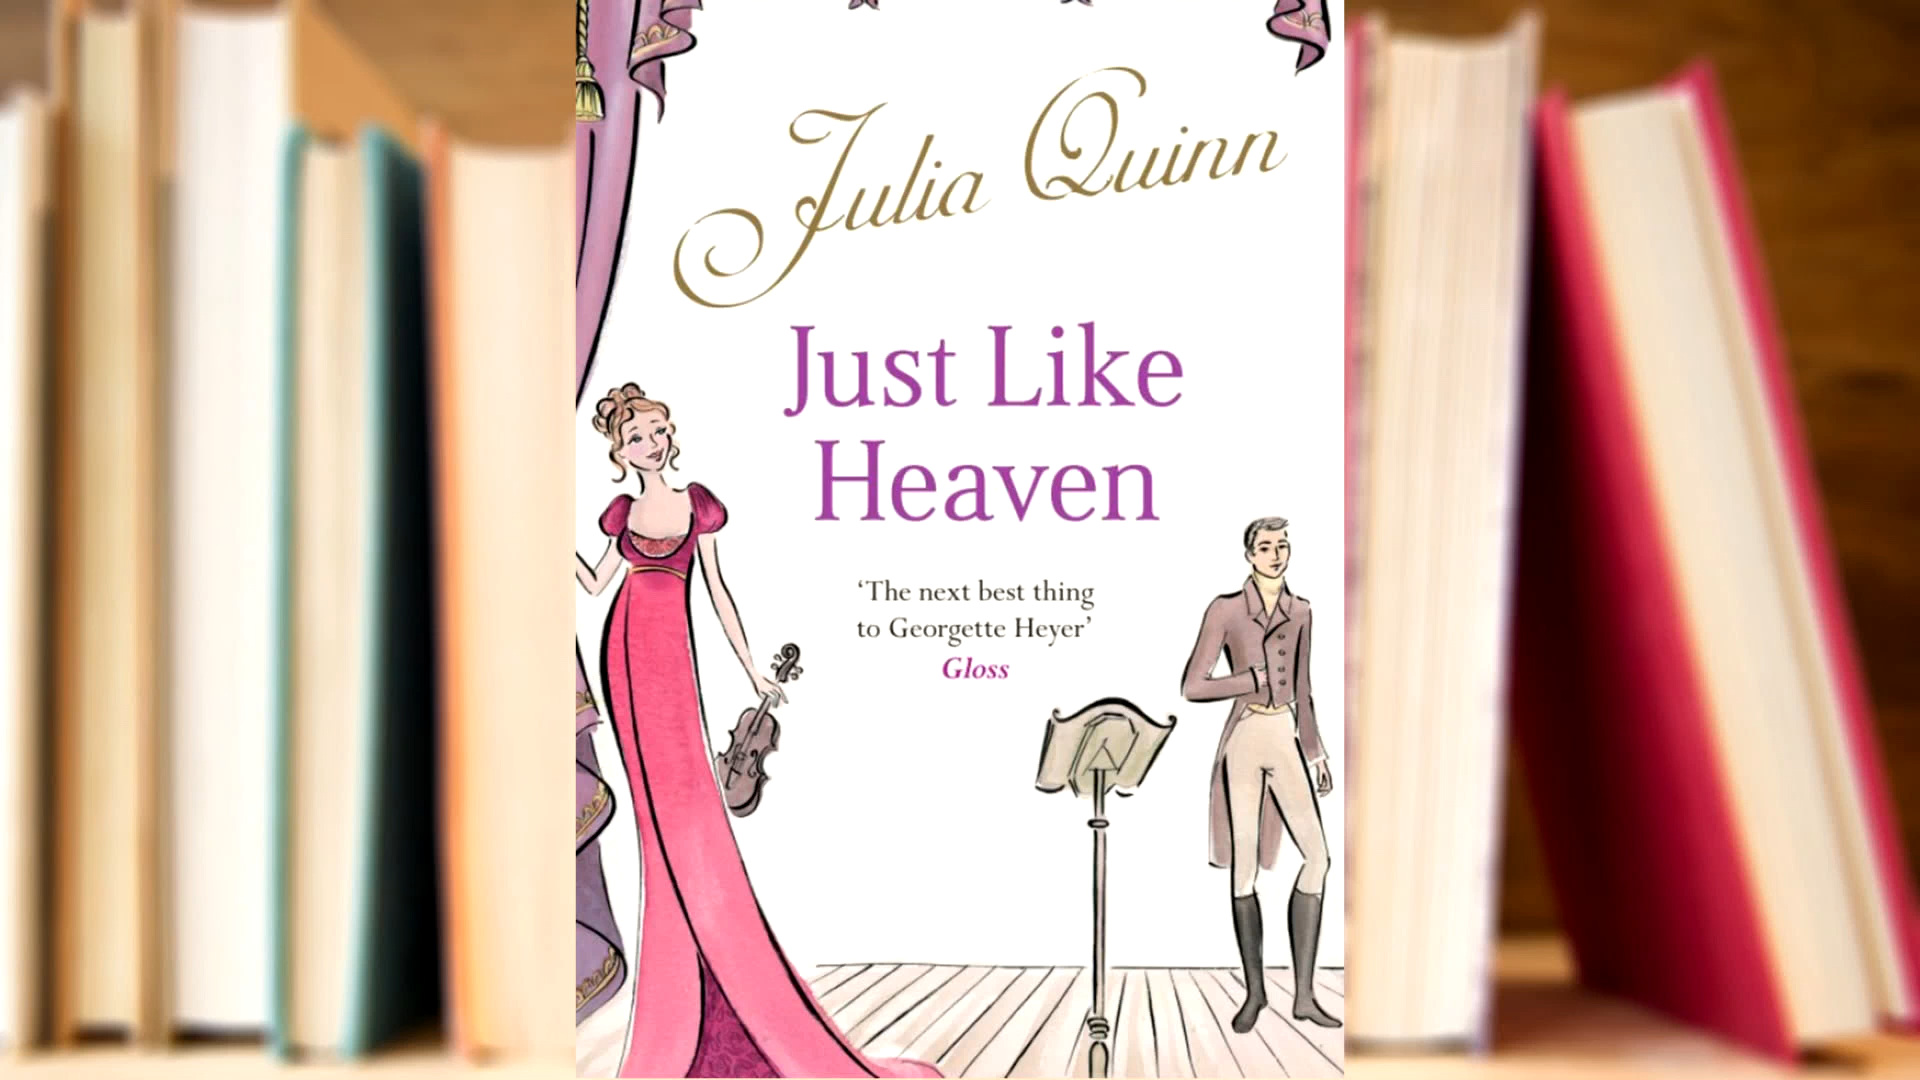 Julia Quinn
Just Like
Heaven
‘The next best thing
to Georgette Heyer’
Gloss